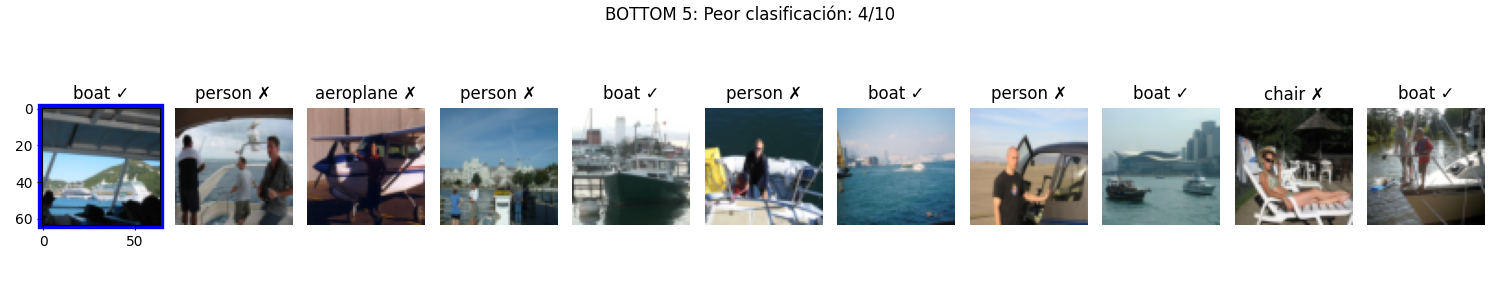 BOTTOM 5: Peor clasificación: 4/10
boat ✓ person ✗ aeroplane ✗ person ✗ boat ✓ person ✗ boat ✓ person ✗ boat ✓ chair ✗ boat ✓
0
20
40
60
0 50